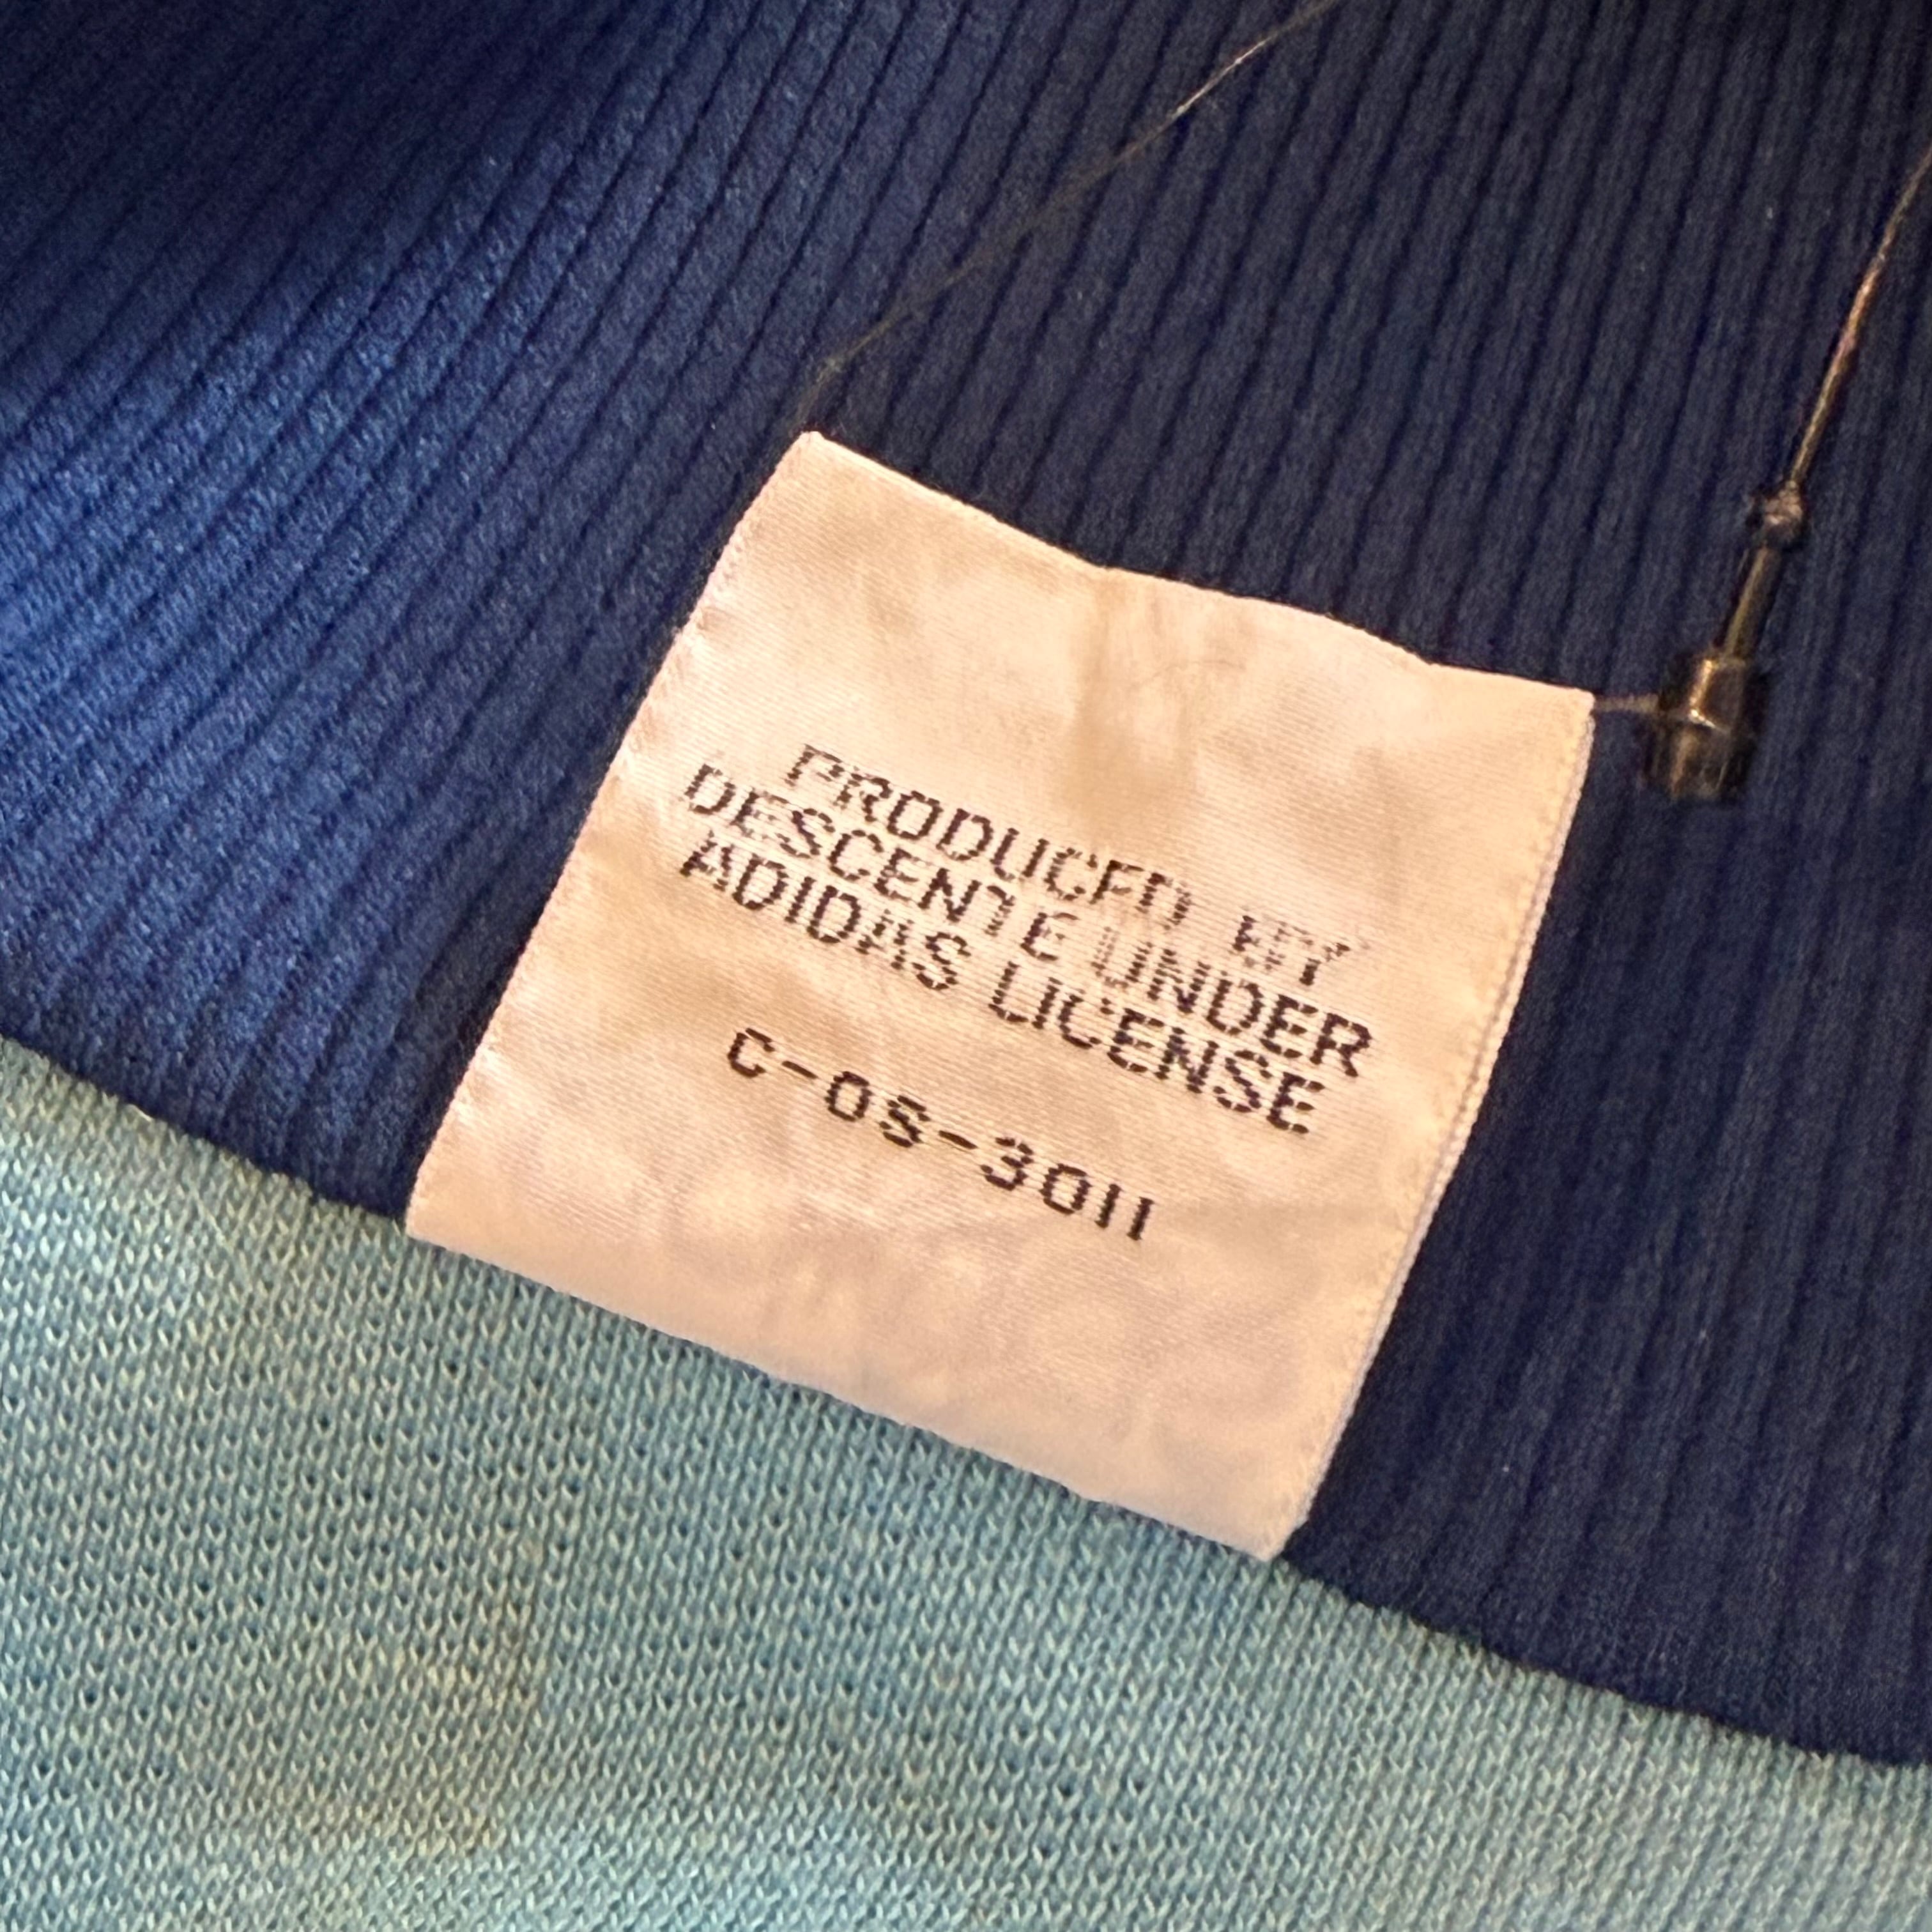 PRODUCED BY
DESCENTE UNDER
ADIDAS LICENSE
C-OS-3011